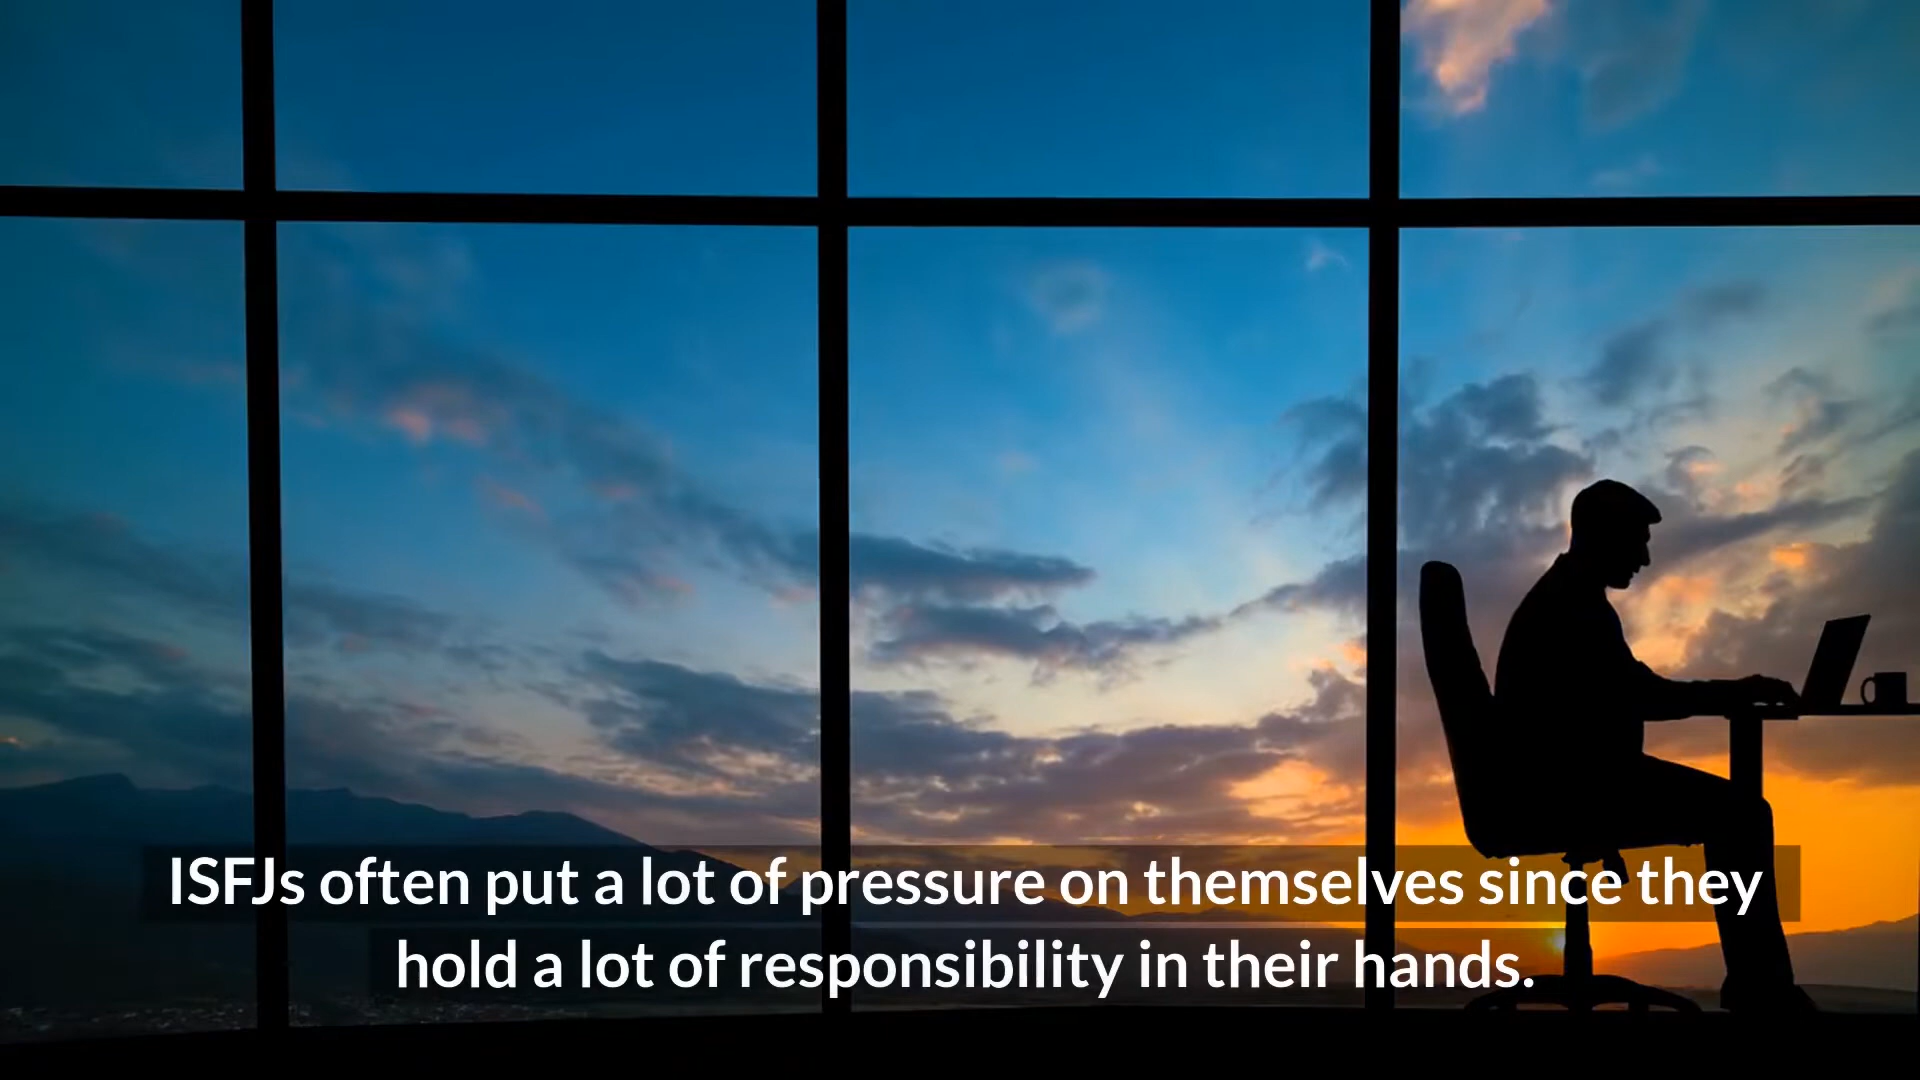 ISFJs often put a lot of pressure on themselves since they
hold a lot of responsibility in their hands.